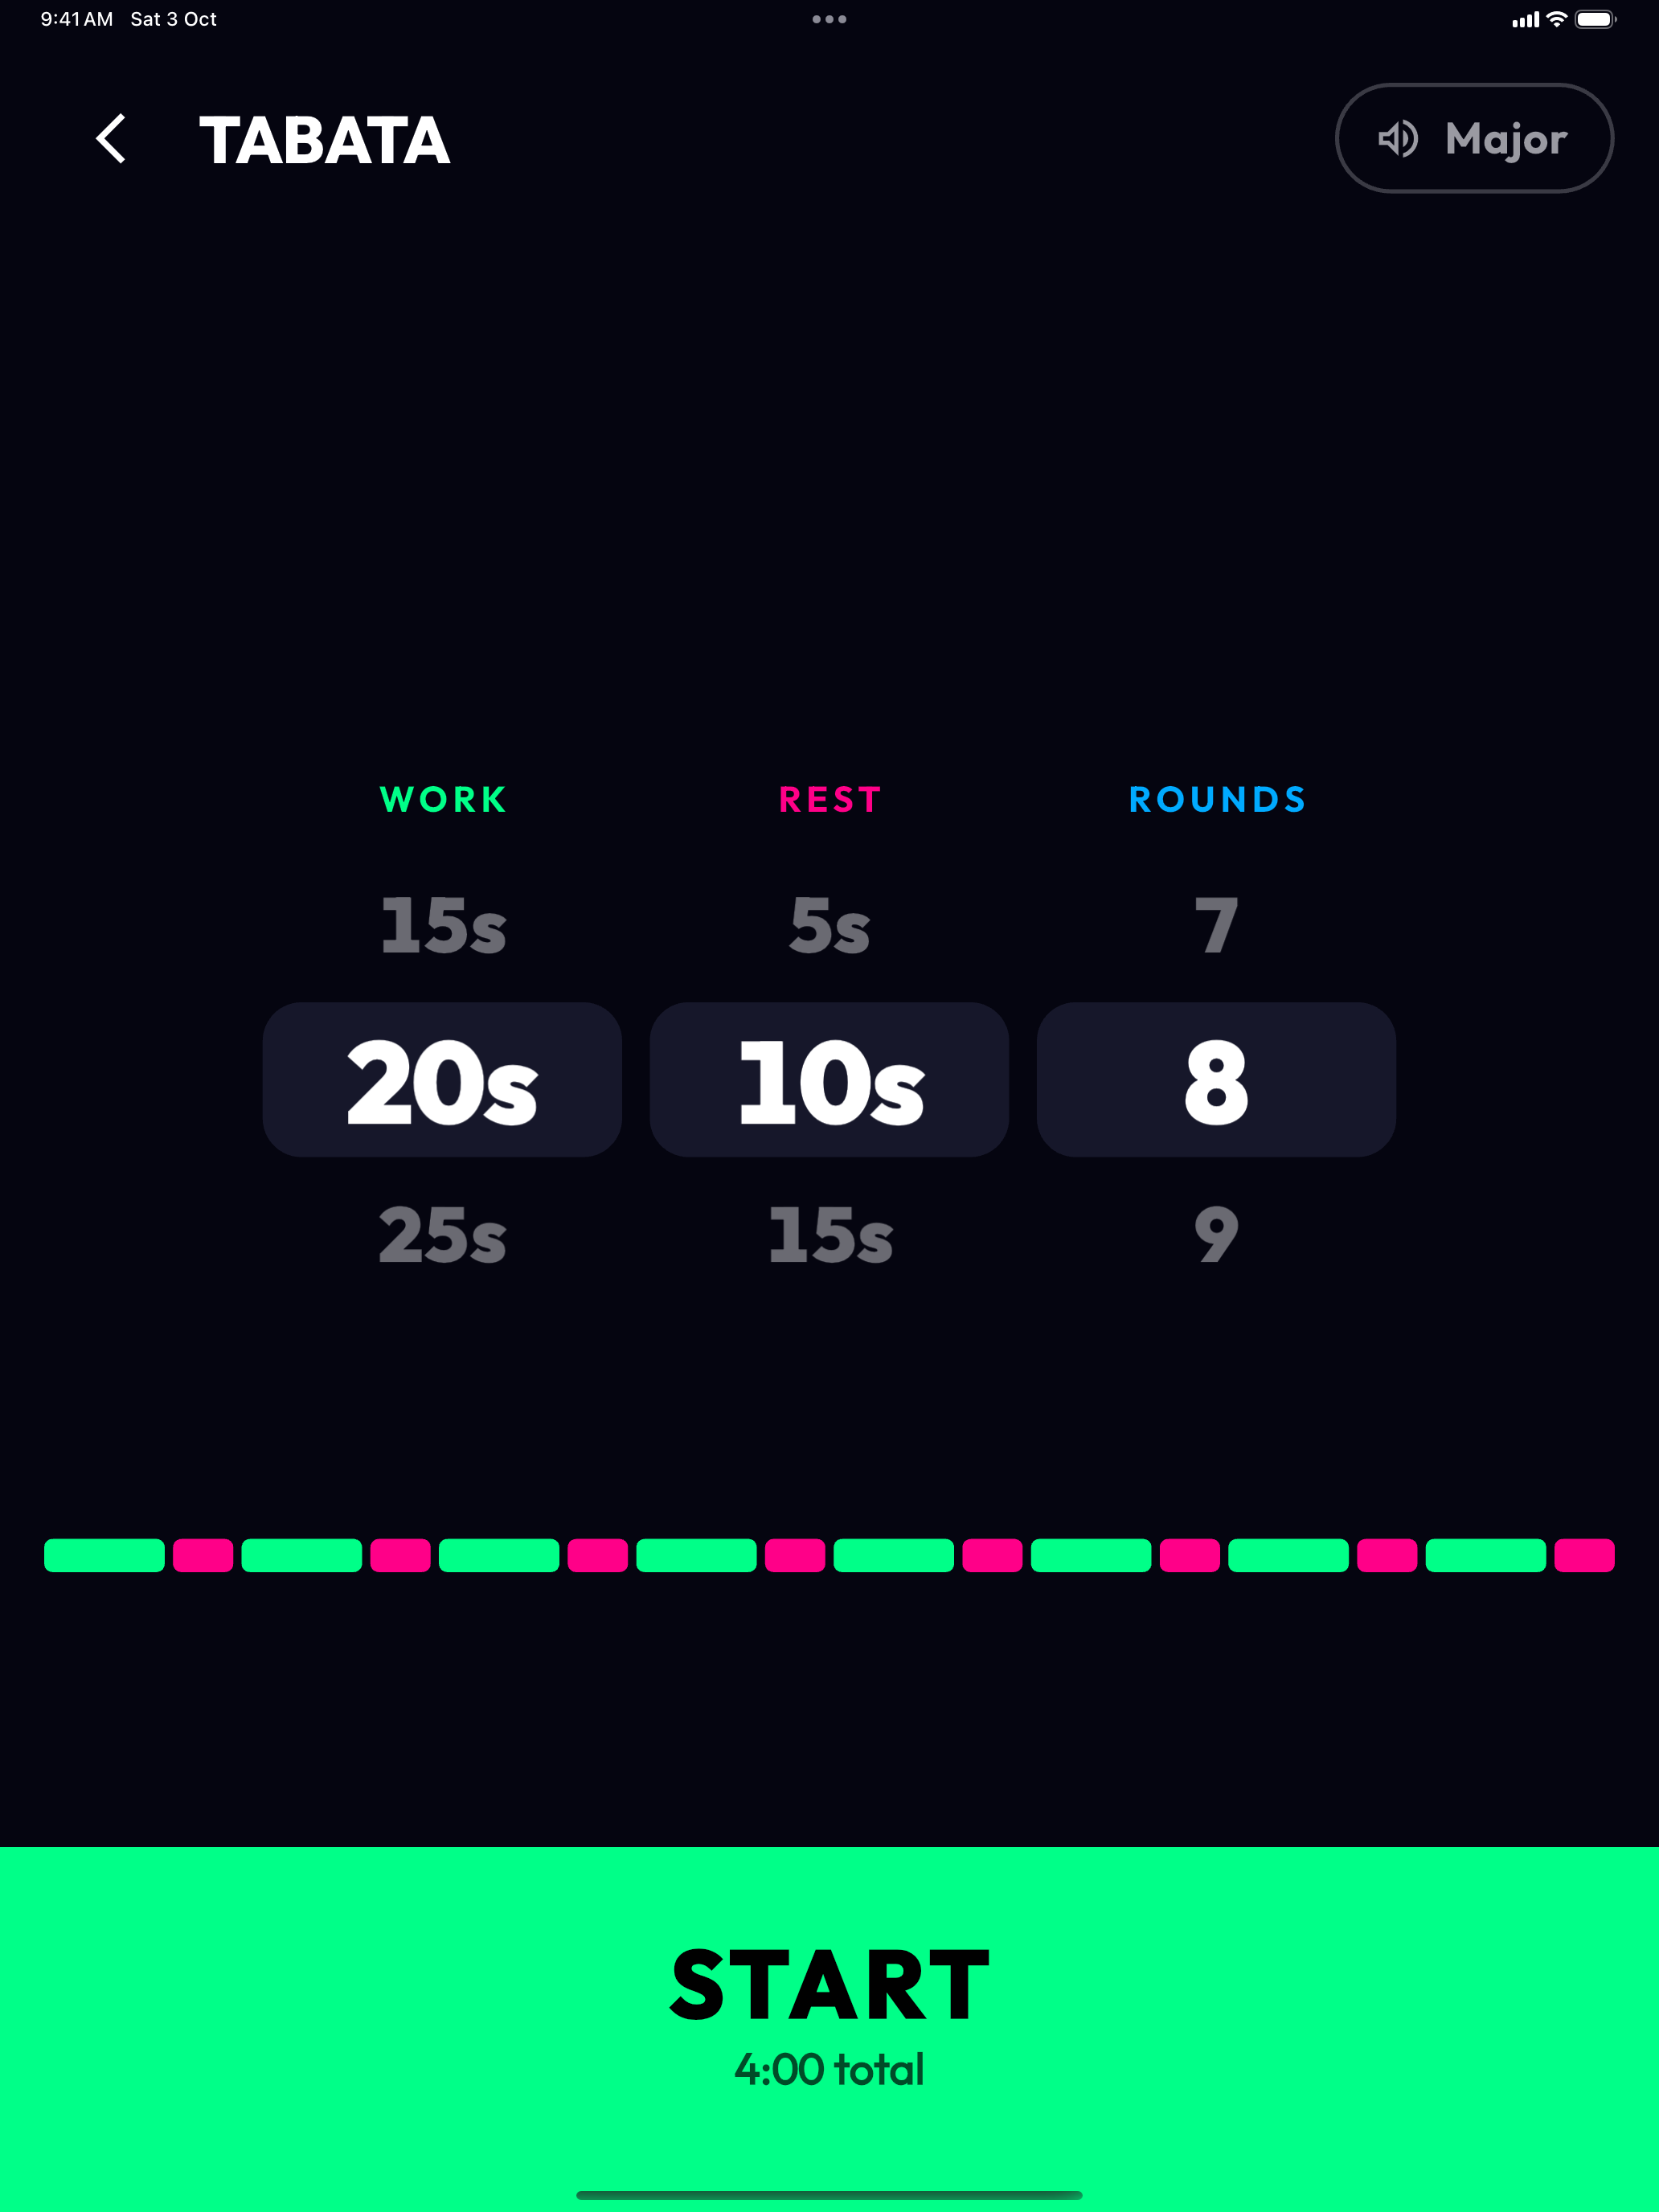 9:41 AM Sat 3 Oct
TABATA
Major
WORK REST ROUNDS
15s 5s 7
20s 10s 8
25s 15s 9
START
4:00 total